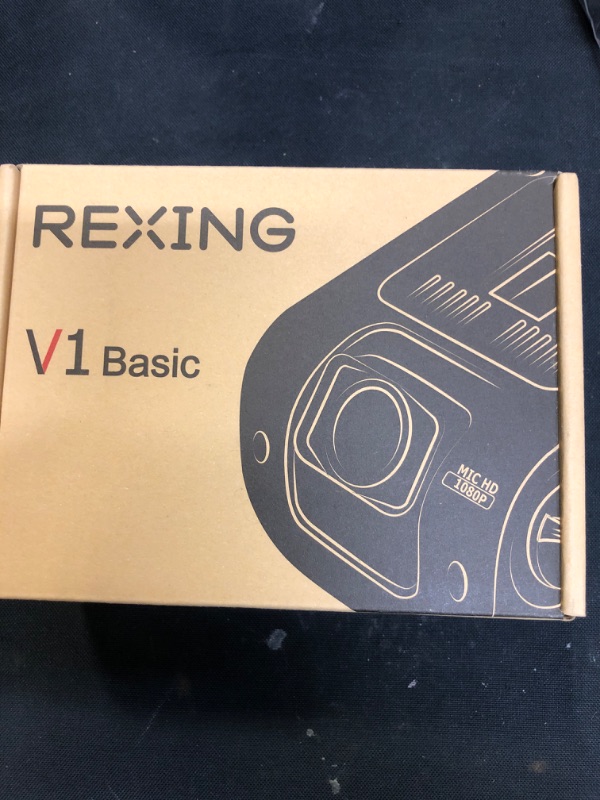 REXING
V1 Basic
MIC HD
1080P